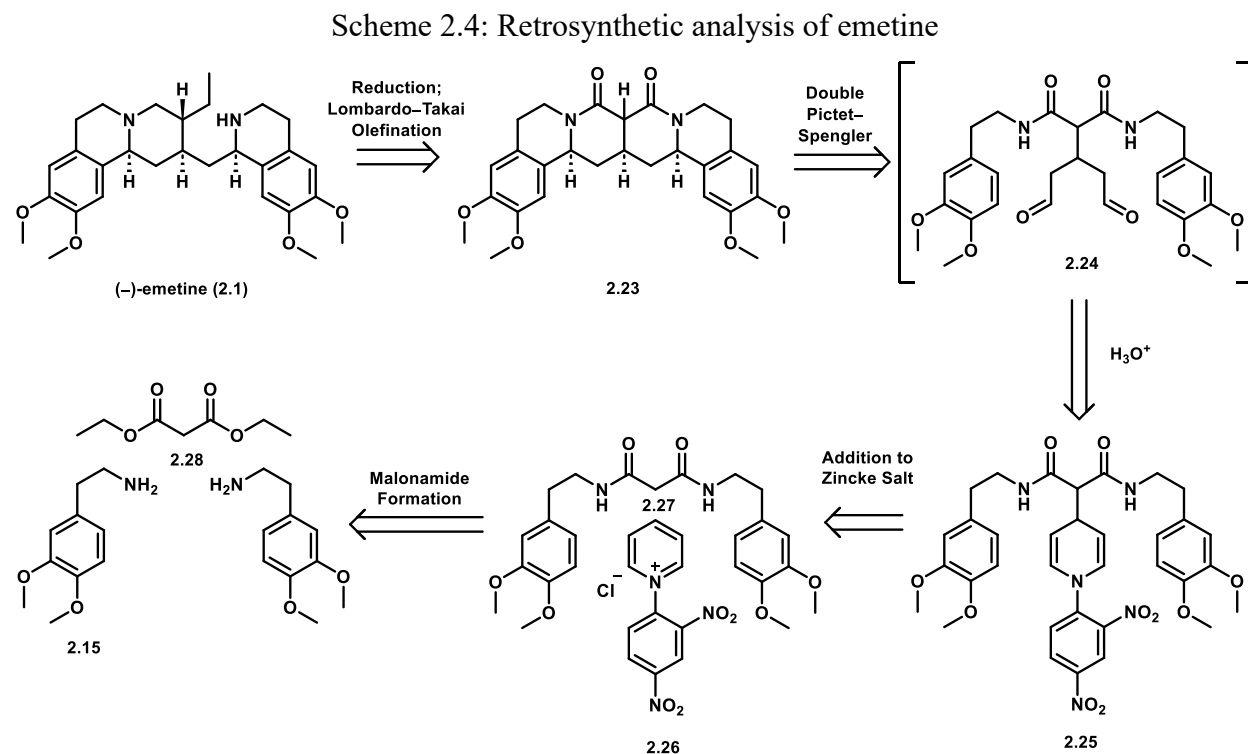 Scheme 2.4: Retrosynthetic analysis of emetine
H
N
HN
H
H
H
O
O
O
O
(–)-emetine (2.1)
Reduction;
Lombardo–Takai
Olefination
O
H
O
N
N
H
H
H
O
O
O
O
2.23
Double
Pictet–
Spengler
O
O
N
H
N
H
O
O
O
O
O
O
2.24
H3O+
O
O
O
O
2.28
NH2
H2N
O
O
O
O
2.15
Malonamide
Formation
O
O
N
H
2.27
N
H
O
O
N+
Cl–
O
O
NO2
NO2
2.26
Addition to
Zincke Salt
O
O
N
H
N
H
O
O
N
O
O
NO2
NO2
2.25